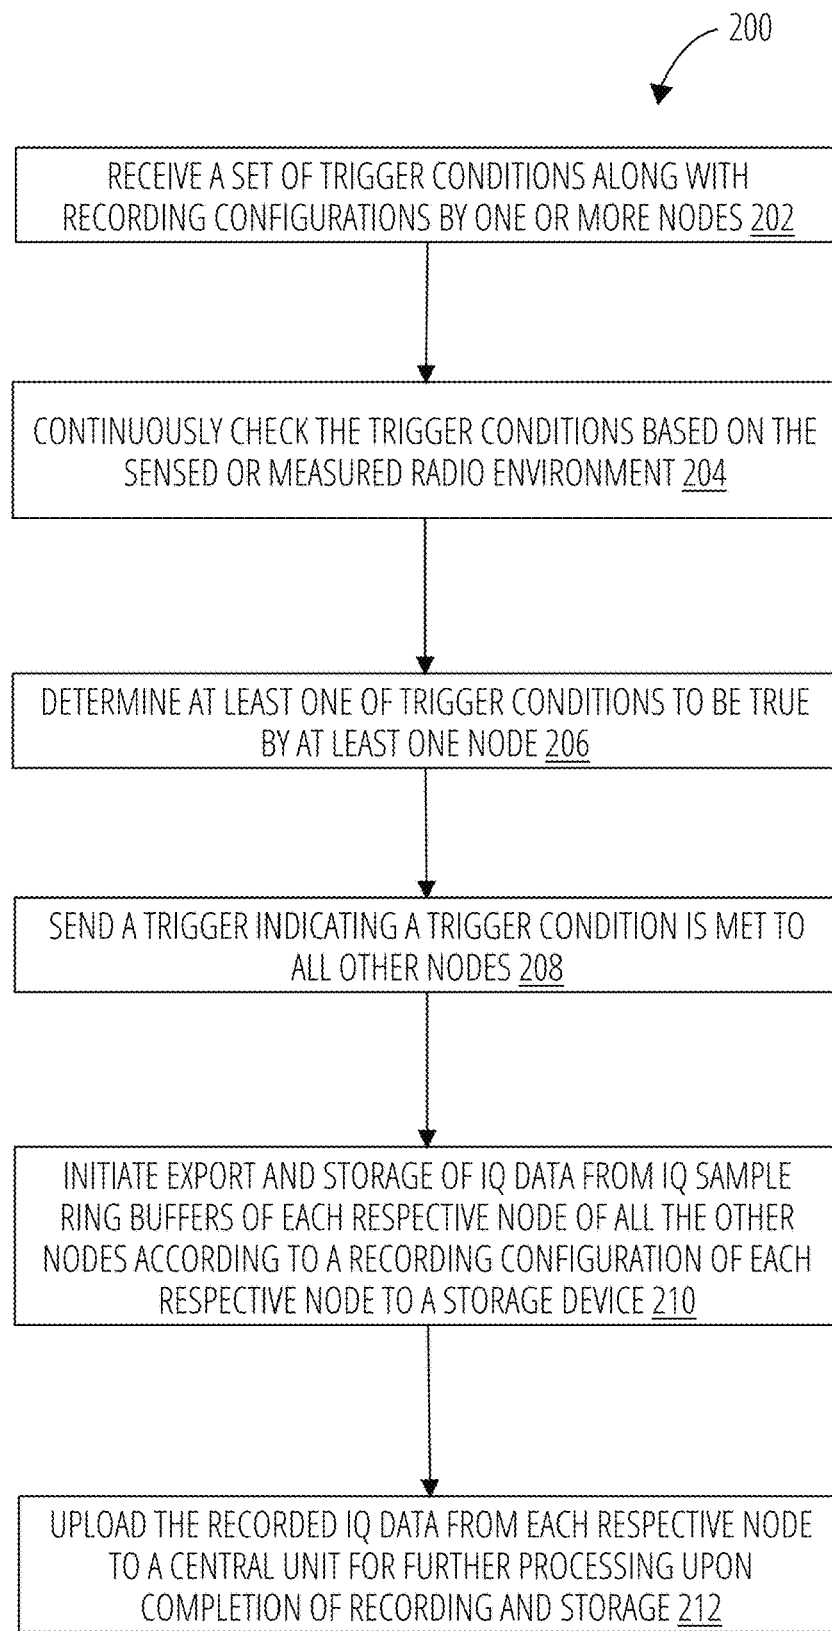 200
RECEIVE A SET OF TRIGGER CONDITIONS ALONG WITH
RECORDING CONFIGURATIONS BY ONE OR MORE NODES 202
CONTINUOUSLY CHECK THE TRIGGER CONDITIONS BASED ON THE
SENSED OR MEASURED RADIO ENVIRONMENT 204
DETERMINE AT LEAST ONE OF TRIGGER CONDITIONS TO BE TRUE
BY AT LEAST ONE NODE 206
SEND A TRIGGER INDICATING A TRIGGER CONDITION IS MET TO
ALL OTHER NODES 208
INITIATE EXPORT AND STORAGE OF IQ DATA FROM IQ SAMPLE
RING BUFFERS OF EACH RESPECTIVE NODE OF ALL THE OTHER
NODES ACCORDING TO A RECORDING CONFIGURATION OF EACH
RESPECTIVE NODE TO A STORAGE DEVICE 210
UPLOAD THE RECORDED IQ DATA FROM EACH RESPECTIVE NODE
TO A CENTRAL UNIT FOR FURTHER PROCESSING UPON
COMPLETION OF RECORDING AND STORAGE 212